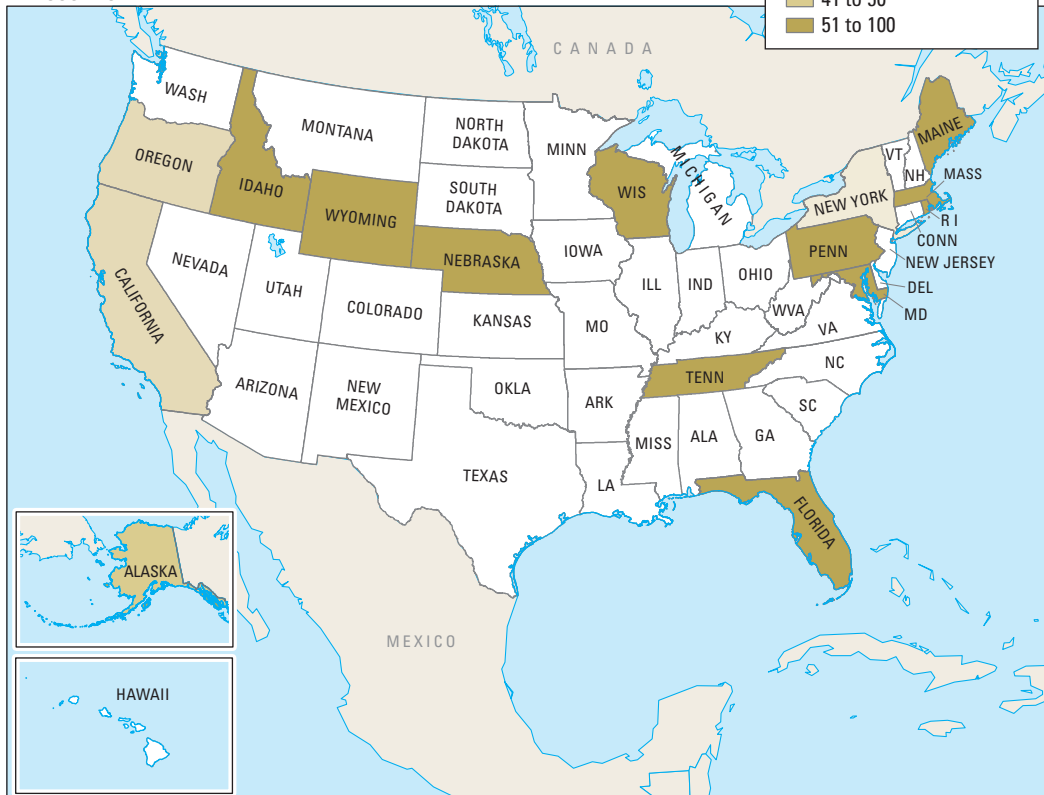 41 to 50
51 to 100
CANADA
WASH
MONTANA
NORTH
DAKOTA
MINN
MICHIGAN
VT
NH
MAINE
MASS
OREGON
IDAHO
WYOMING
SOUTH
DAKOTA
WIS
NEW YORK
R I
CONN
NEW JERSEY
DEL
MD
NEVADA
UTAH
COLORADO
NEBRASKA
IOWA
ILL
IND
OHIO
PENN
WVA
VA
CALIFORNIA
KANSAS
MO
KY
NC
ARIZONA
NEW
MEXICO
OKLA
ARK
TENN
SC
TEXAS
LA
MISS
ALA
GA
FLORIDA
ALASKA
MEXICO
HAWAII